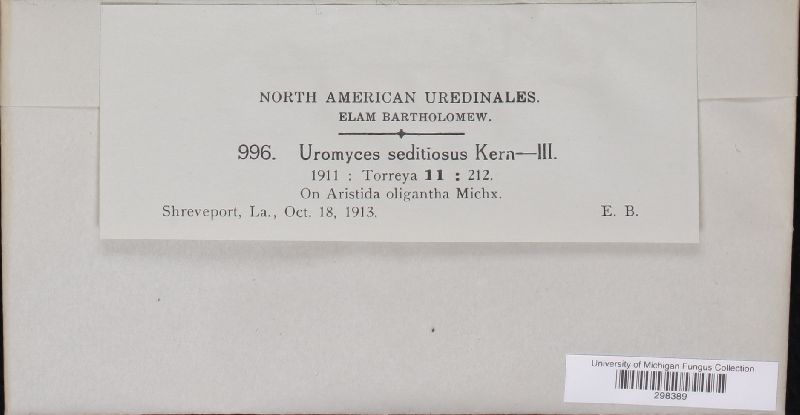 NORTH AMERICAN UREDINALES.
ELAM BARTHOLOMEW.
996. Uromyces seditiosus Kern—III.
1911 : Torreya 11 : 212.
On Aristida oligantha Michx.
Shreveport, La., Oct. 18, 1913. E. B.
University of Michigan Fungus Collection
298389